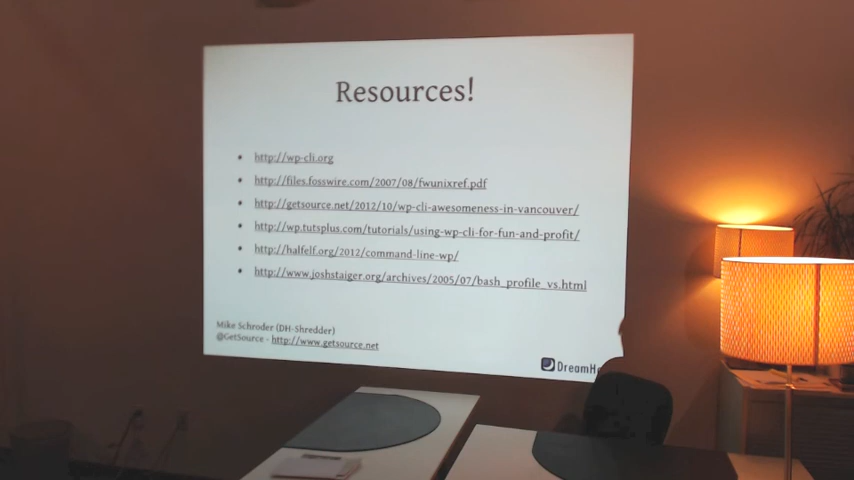 Resources!
• http://wp-cli.org
• http://files.fosswire.com/2007/08/fwunixref.pdf
• http://getsource.net/2012/10/wp-cli-awesomeness-in-vancouver/
• http://wp.tutsplus.com/tutorials/using-wp-cli-for-fun-and-profit/
• http://halfelf.org/2012/command-line-wp/
• http://www.joshstaiger.org/archives/2005/07/bash_profile_vs.html
Mike Schroder (DH-Shredder)
@GetSource - http://www.getsource.net
DreamH